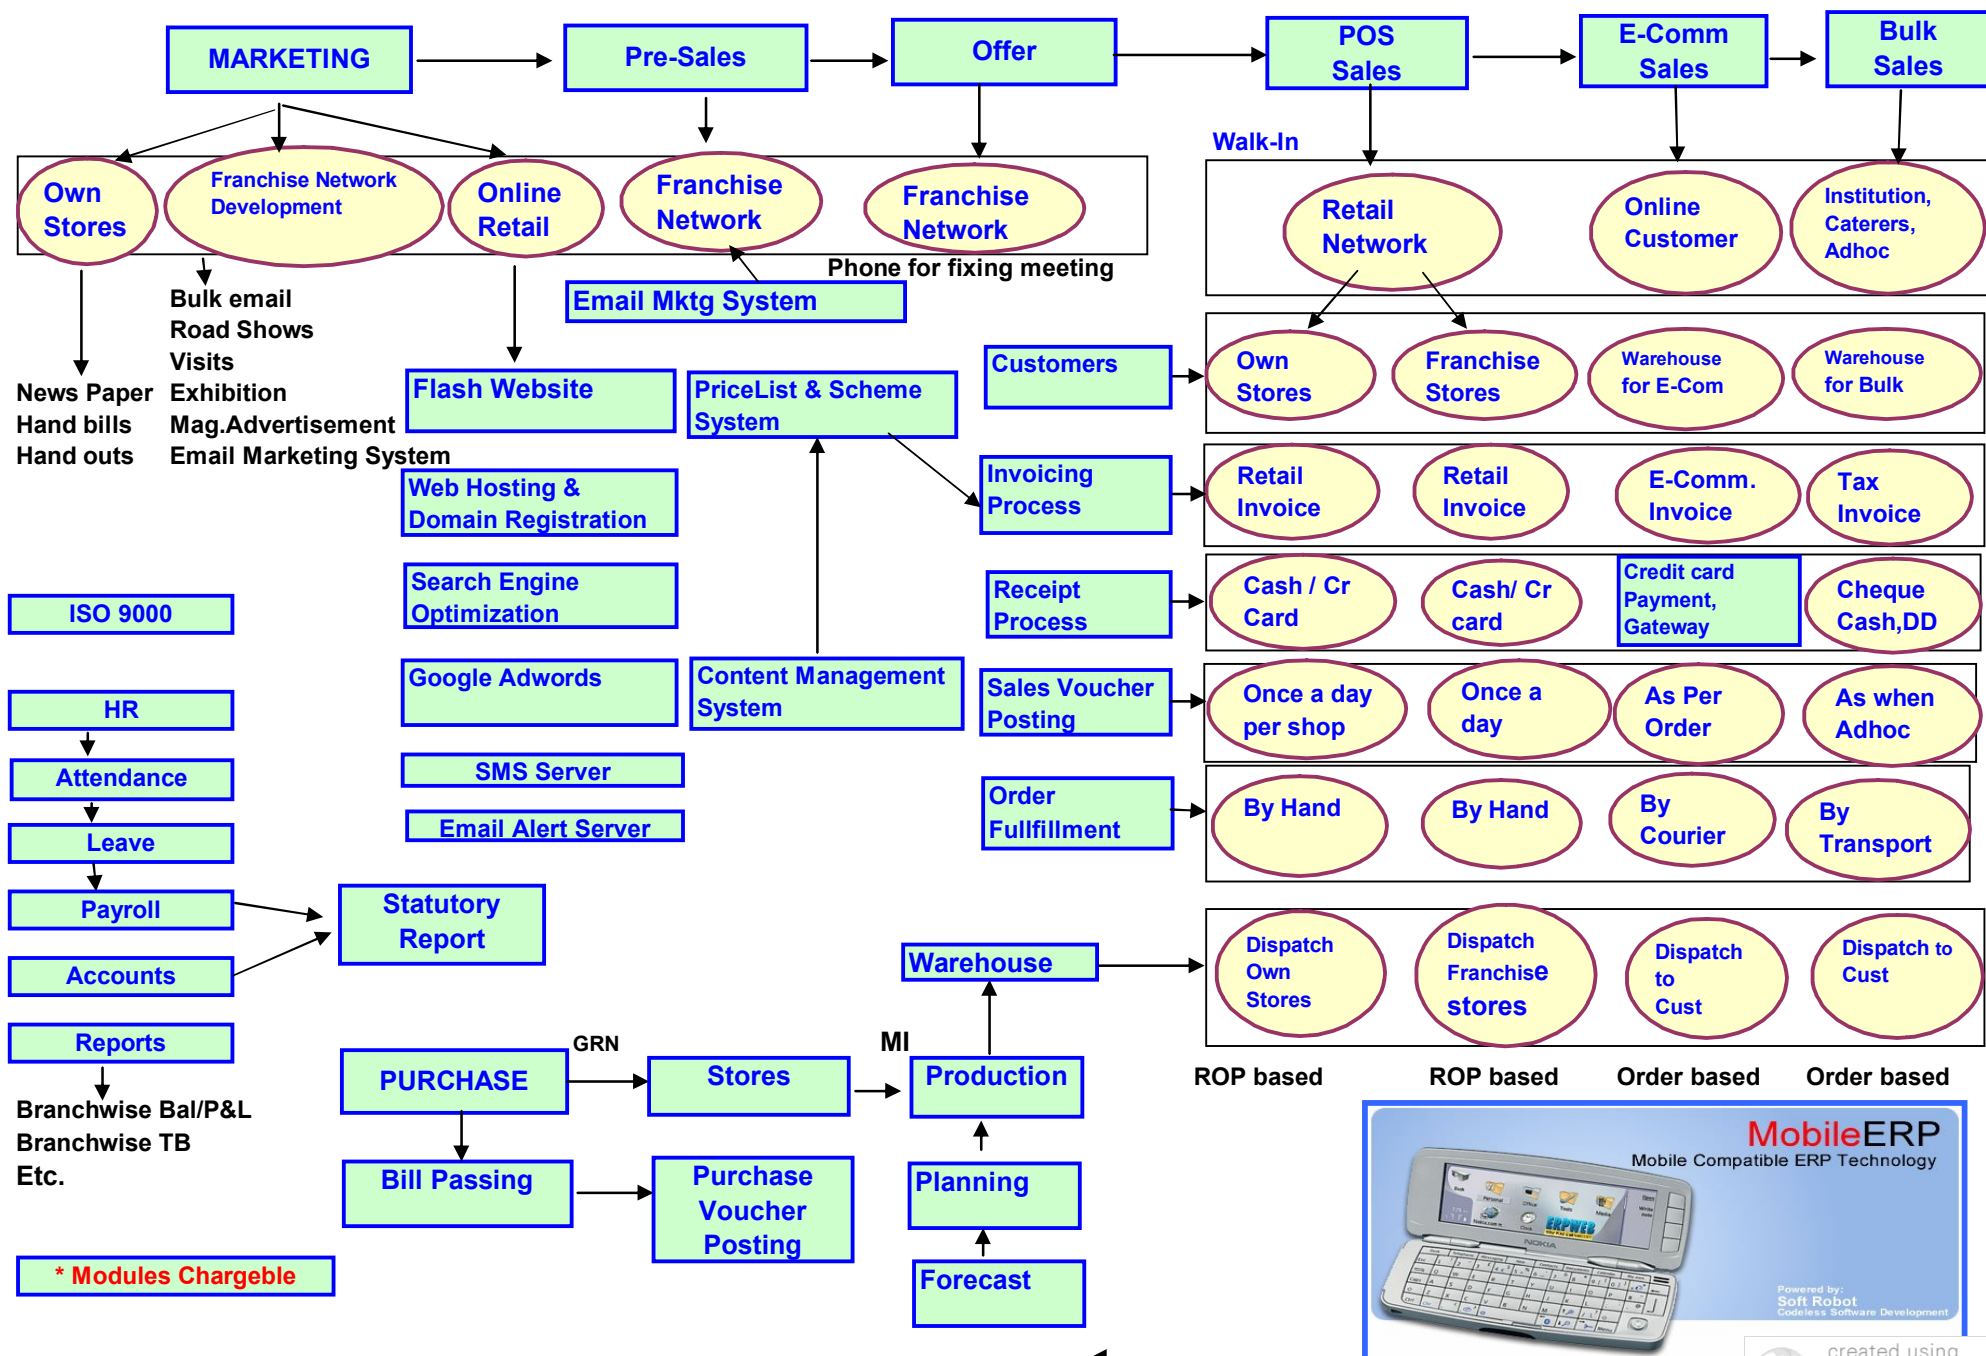 MARKETING
Pre-Sales
Offer
POS
Sales
E-Comm
Sales
Bulk
Sales
Walk-In
Own
Stores
Franchise Network
Development
Online
Retail
Franchise
Network
Franchise
Network
Retail
Network
Online
Customer
Institution,
Caterers,
Adhoc
Phone for fixing meeting
Email Mktg System
Bulk email
Road Shows
Visits
Exhibition
Mag.Advertisement
Email Marketing System
News Paper
Hand bills
Hand outs
Flash Website
PriceList & Scheme
System
Customers
Own
Stores
Franchise
Stores
Warehouse
for E-Com
Warehouse
for Bulk
Web Hosting &
Domain Registration
Invoicing
Process
Retail
Invoice
Retail
Invoice
E-Comm.
Invoice
Tax
Invoice
Search Engine
Optimization
Receipt
Process
Cash / Cr
Card
Cash/ Cr
card
Credit card
Payment,
Gateway
Cheque
Cash,DD
ISO 9000
Google Adwords
Content Management
System
Sales Voucher
Posting
Once a day
per shop
Once a
day
As Per
Order
As when
Adhoc
HR
Attendance
Leave
Payroll
Accounts
Reports
SMS Server
Email Alert Server
Order
Fullfillment
By Hand
By Hand
By
Courier
By
Transport
Statutory
Report
Warehouse
Dispatch
Own
Stores
Dispatch
Franchise
stores
Dispatch
to
Cust
Dispatch to
Cust
Branchwise Bal/P&L
Branchwise TB
Etc.
PURCHASE
GRN
Stores
MI
Production
ROP based
ROP based
Order based
Order based
Bill Passing
Purchase
Voucher
Posting
Planning
Forecast
* Modules Chargeble
MobileERP
Mobile Compatible ERP Technology
ERPWEB
NOKIA
Powered by:
Soft Robot
Codeless Software Development
created using